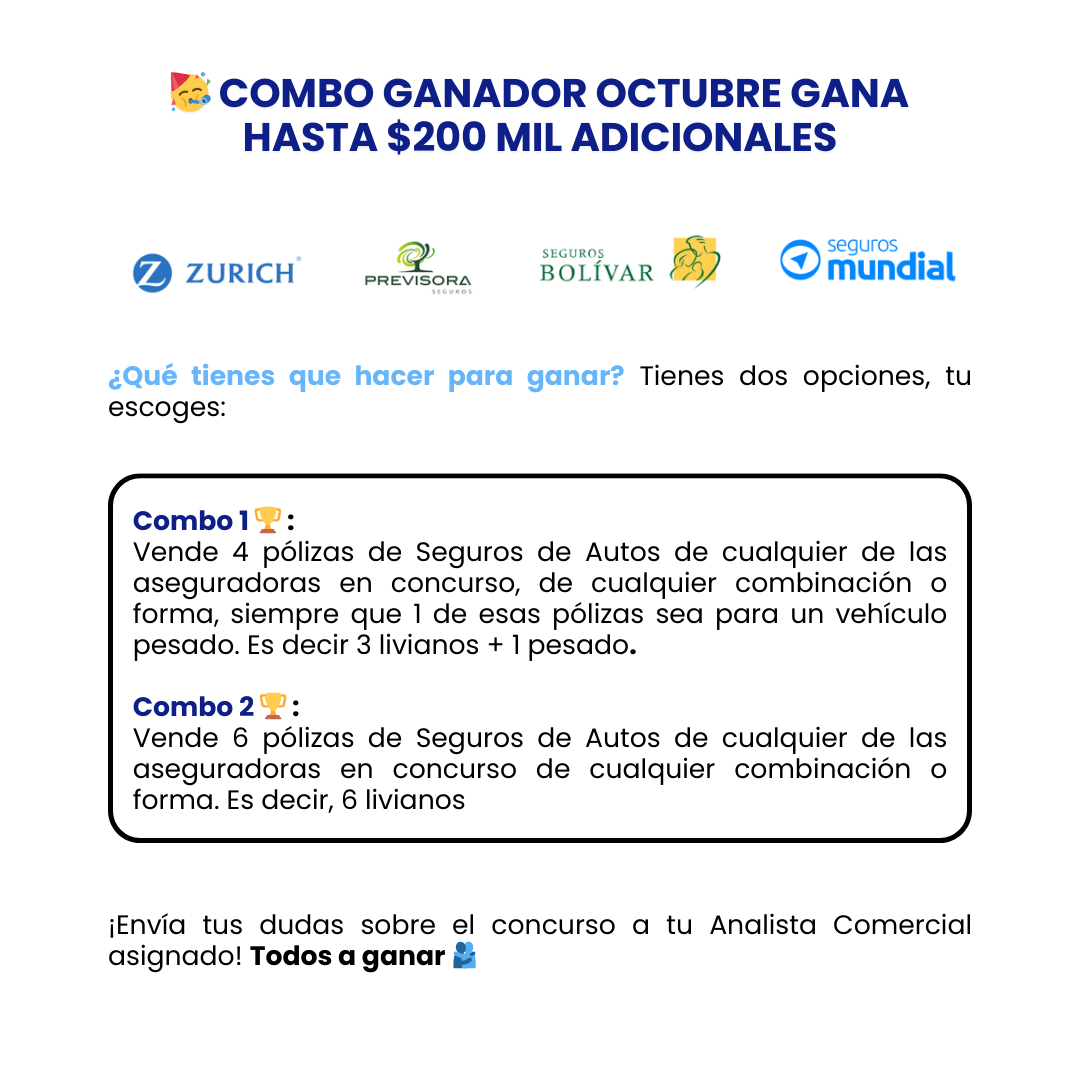 🥳 COMBO GANADOR OCTUBRE GANA
HASTA $200 MIL ADICIONALES
Z ZURICH®
PREVISORA
SEGUROS
SEGUROS
BOLÍVAR
seguros
mundial
¿Qué tienes que hacer para ganar? Tienes dos opciones, tu
escoges:
Combo 1🏆:
Vende 4 pólizas de Seguros de Autos de cualquier de las
aseguradoras en concurso, de cualquier combinación o
forma, siempre que 1 de esas pólizas sea para un vehículo
pesado. Es decir 3 livianos + 1 pesado.
Combo 2🏆:
Vende 6 pólizas de Seguros de Autos de cualquier de las
aseguradoras en concurso de cualquier combinación o
forma. Es decir, 6 livianos
¡Envía tus dudas sobre el concurso a tu Analista Comercial
asignado! Todos a ganar 🫂